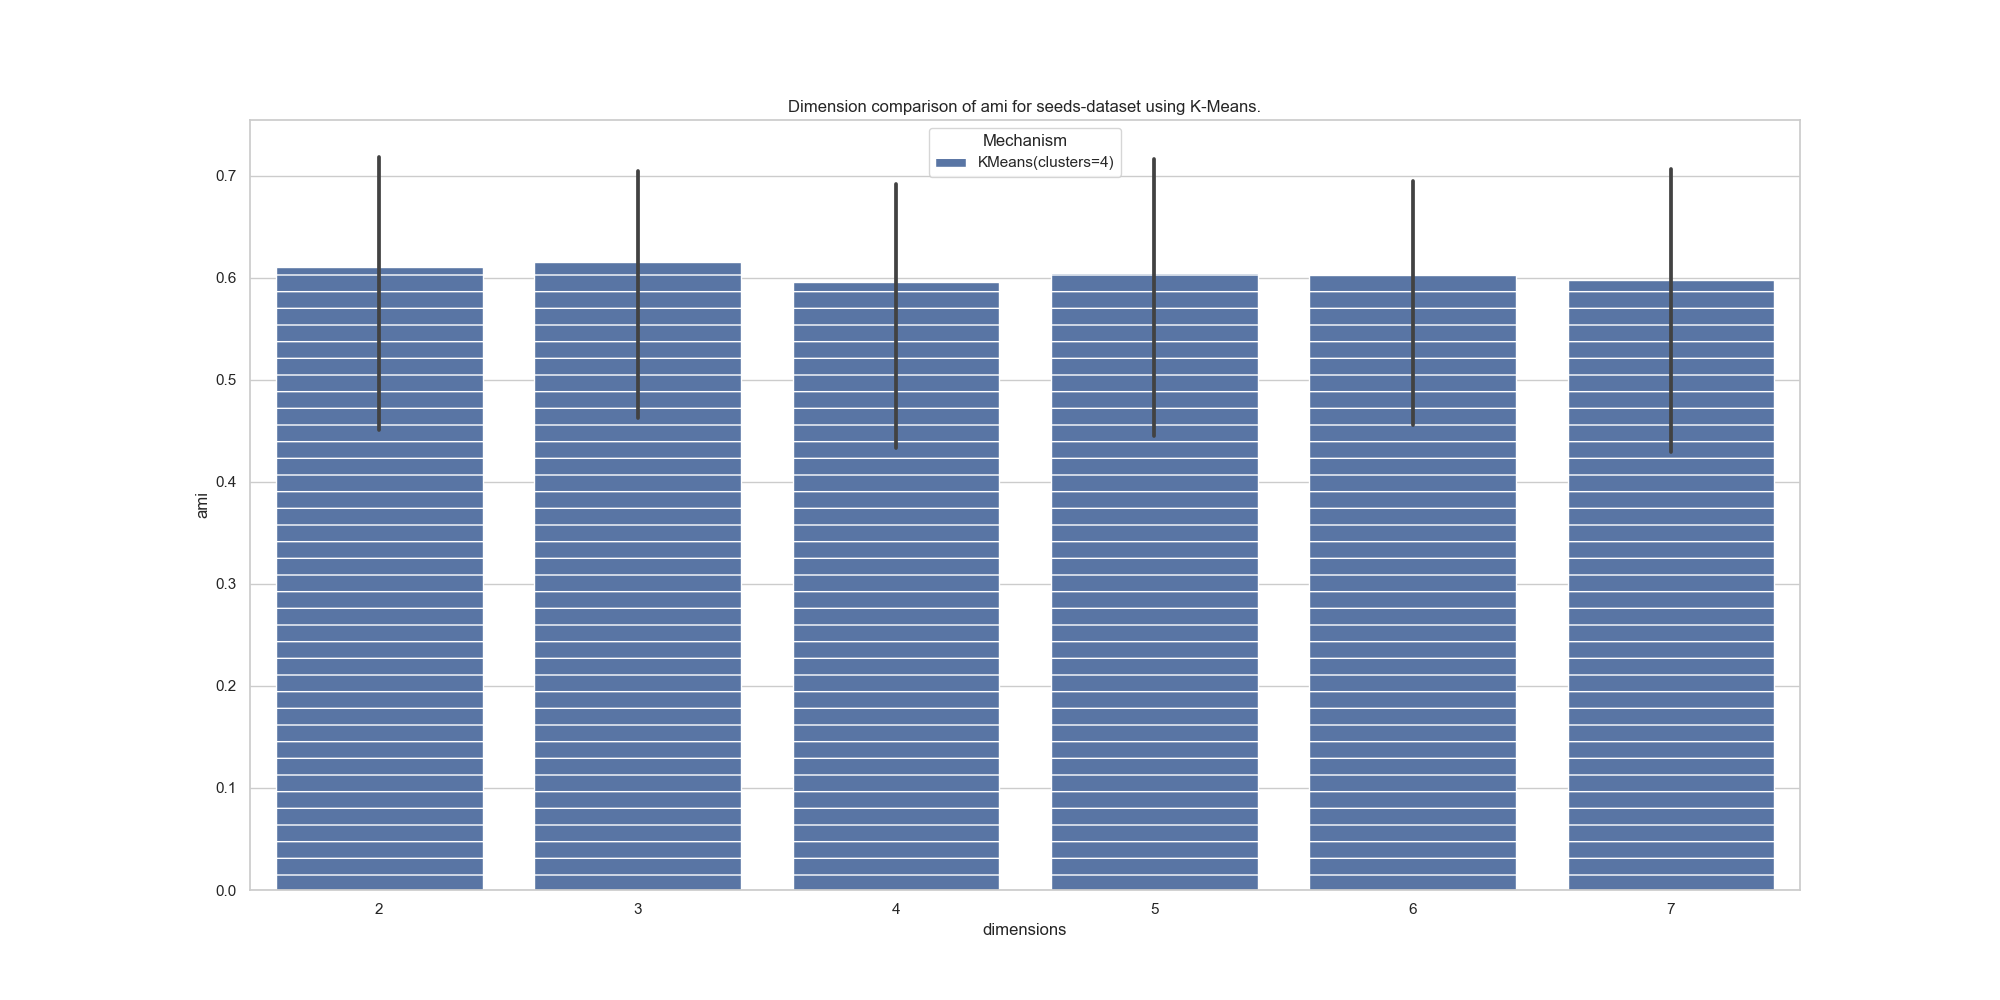 Dimension comparison of ami for seeds-dataset using K-Means.
Mechanism
KMeans(clusters=4)
0.7
0.6
0.5
0.4
0.3
0.2
0.1
0.0
ami
2 3 4 5 6 7
dimensions